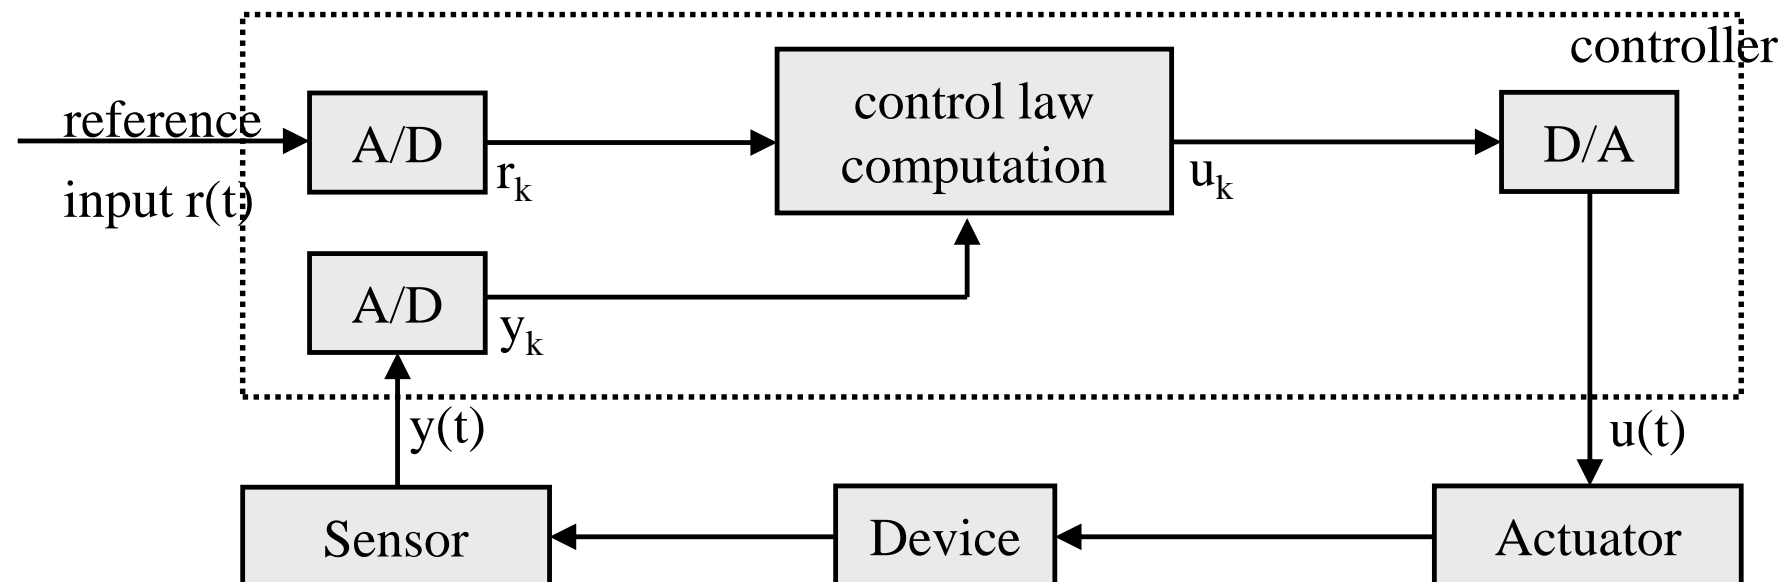 controller
reference
input r(t)
A/D
r_k
control law
computation
u_k
D/A
A/D
y_k
y(t)
u(t)
Sensor
Device
Actuator